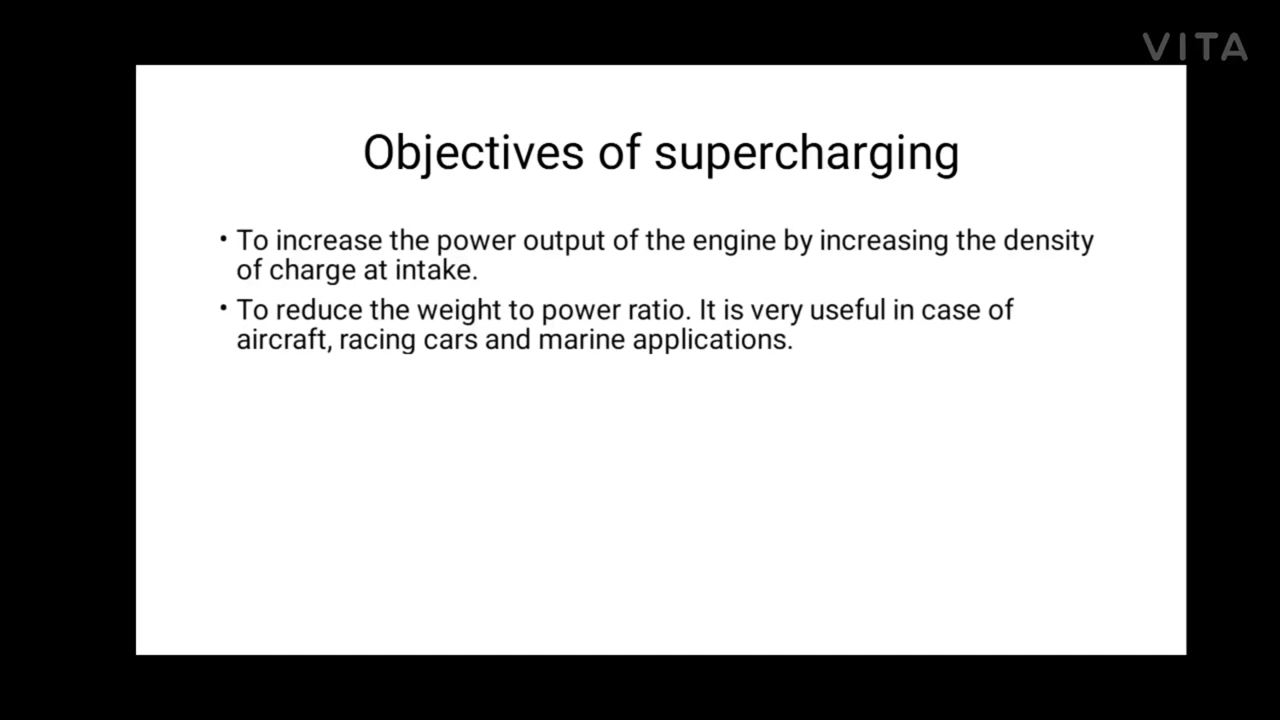 VITA
Objectives of supercharging
• To increase the power output of the engine by increasing the density
of charge at intake.
• To reduce the weight to power ratio. It is very useful in case of
aircraft, racing cars and marine applications.